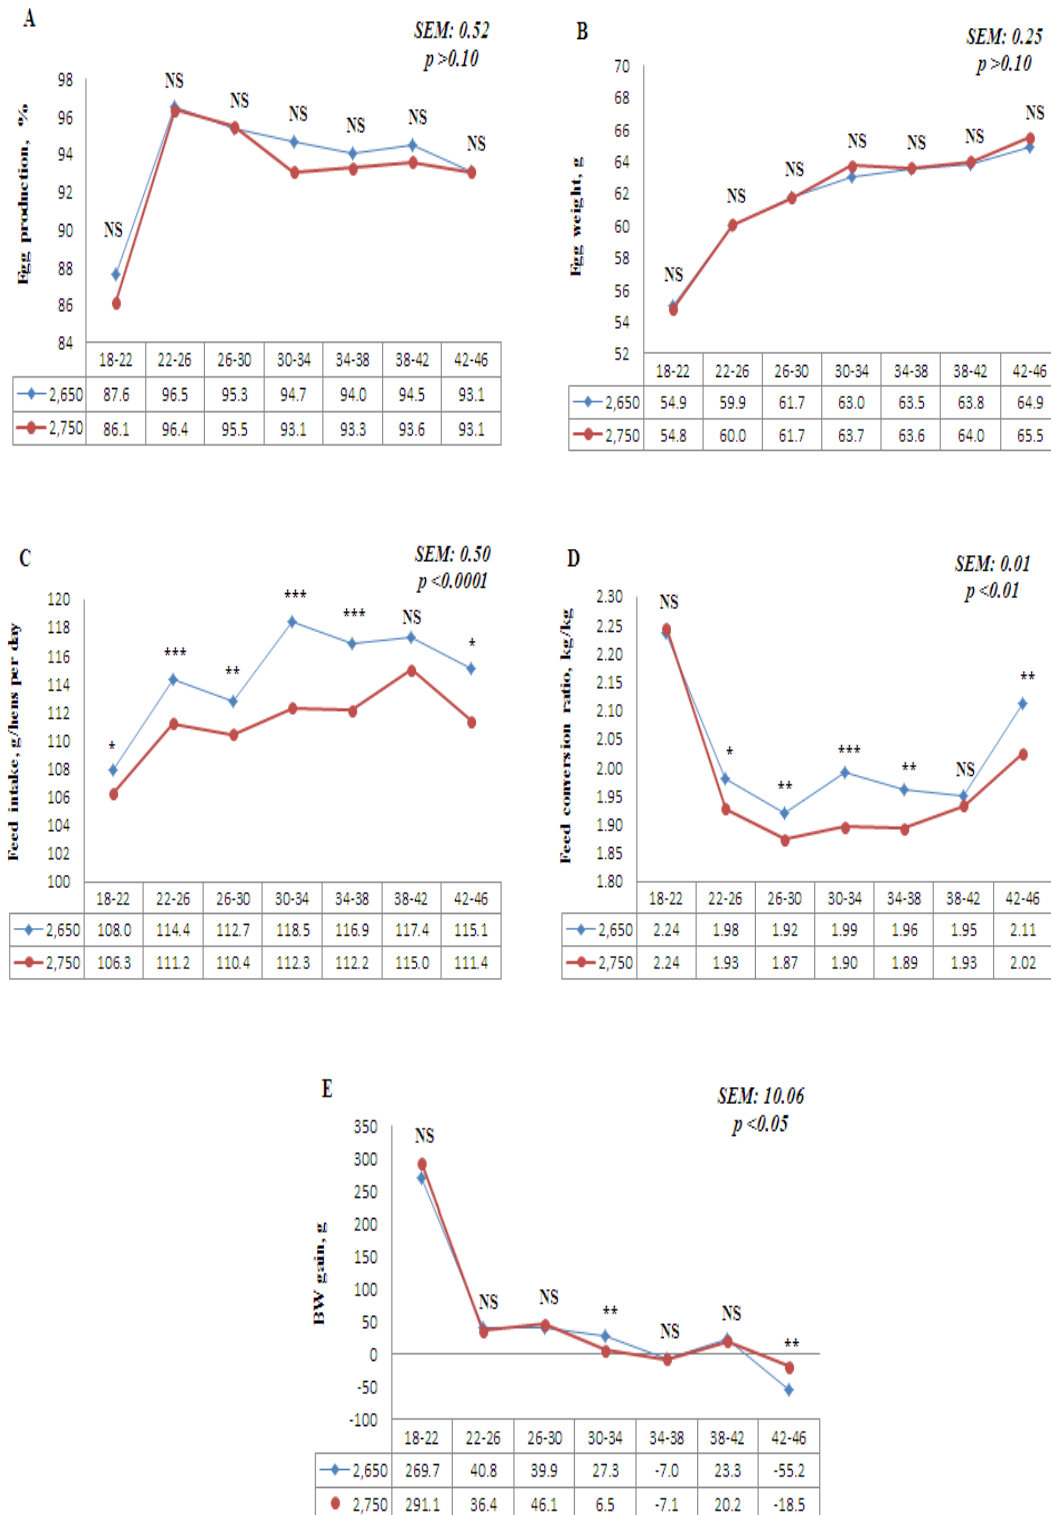 A
SEM: 0.52
p >0.10
Egg production, %
98
96
94
92
90
88
86
84
NS
NS
NS
NS
NS
NS
NS
18-22 22-26 26-30 30-34 34-38 38-42 42-46
2,650 87.6 96.5 95.3 94.7 94.0 94.5 93.1
2,750 86.1 96.4 95.5 93.1 93.3 93.6 93.1
B
SEM: 0.25
p >0.10
Egg weight, g
70
68
66
64
62
60
58
56
54
52
NS
NS
NS
NS
NS
NS
NS
18-22 22-26 26-30 30-34 34-38 38-42 42-46
2,650 54.9 59.9 61.7 63.0 63.5 63.8 64.9
2,750 54.8 60.0 61.7 63.7 63.6 64.0 65.5
C
SEM: 0.50
p <0.0001
Feed intake, g/hens per day
120
118
116
114
112
110
108
106
104
102
100
*
***
**
***
***
NS
*
18-22 22-26 26-30 30-34 34-38 38-42 42-46
2,650 108.0 114.4 112.7 118.5 116.9 117.4 115.1
2,750 106.3 111.2 110.4 112.3 112.2 115.0 111.4
D
SEM: 0.01
p <0.01
Feed conversion ratio, kg/kg
2.30
2.25
2.20
2.15
2.10
2.05
2.00
1.95
1.90
1.85
1.80
NS
*
**
***
**
NS
**
18-22 22-26 26-30 30-34 34-38 38-42 42-46
2,650 2.24 1.98 1.92 1.99 1.96 1.95 2.11
2,750 2.24 1.93 1.87 1.90 1.89 1.93 2.02
E
SEM: 10.06
p <0.05
BW gain, g
350
300
250
200
150
100
50
0
-50
-100
NS
NS
NS
**
NS
NS
**
18-22 22-26 26-30 30-34 34-38 38-42 42-46
2,650 269.7 40.8 39.9 27.3 -7.0 23.3 -55.2
2,750 291.1 36.4 46.1 6.5 -7.1 20.2 -18.5